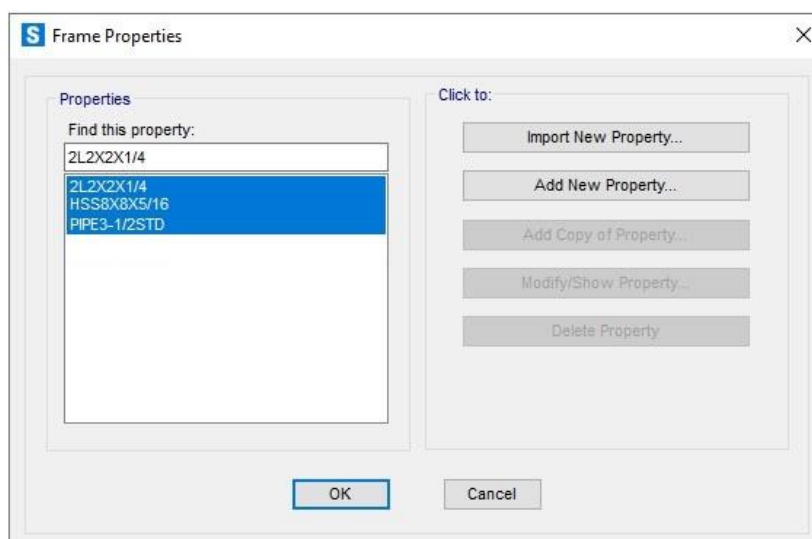 S Frame Properties
Properties
Find this property:
2L2X2X1/4
2L2X2X1/4
HSS8X8X5/16
PIPE3-1/2STD
Click to:
Import New Property...
Add New Property...
Add Copy of Property...
Modify/Show Property...
Delete Property
OK
Cancel